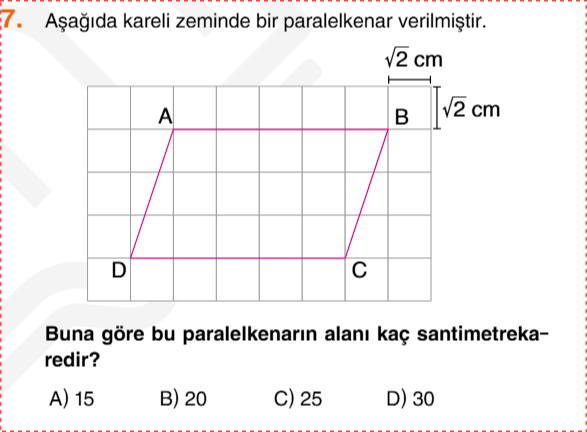 7. Aşağıda kareli zeminde bir paralelkenar verilmiştir.
√2 cm
A
B
√2 cm
D
C
Buna göre bu paralelkenarın alanı kaç santimetreka-
redir?
A) 15 B) 20 C) 25 D) 30